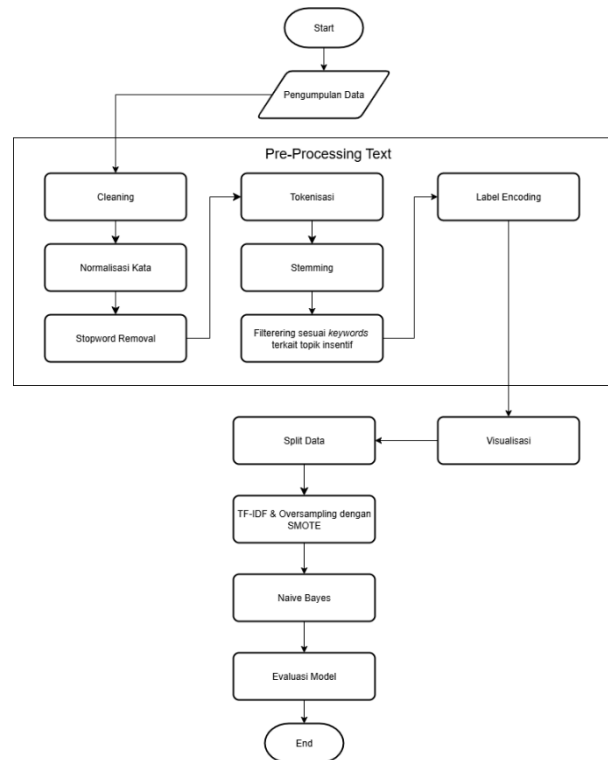 Start
Pengumpulan Data
Pre-Processing Text
Cleaning
Normalisasi Kata
Stopword Removal
Tokenisasi
Stemming
Filterering sesuai keywords
terkait topik insentif
Label Encoding
Visualisasi
Split Data
TF-IDF & Oversampling dengan
SMOTE
Naive Bayes
Evaluasi Model
End